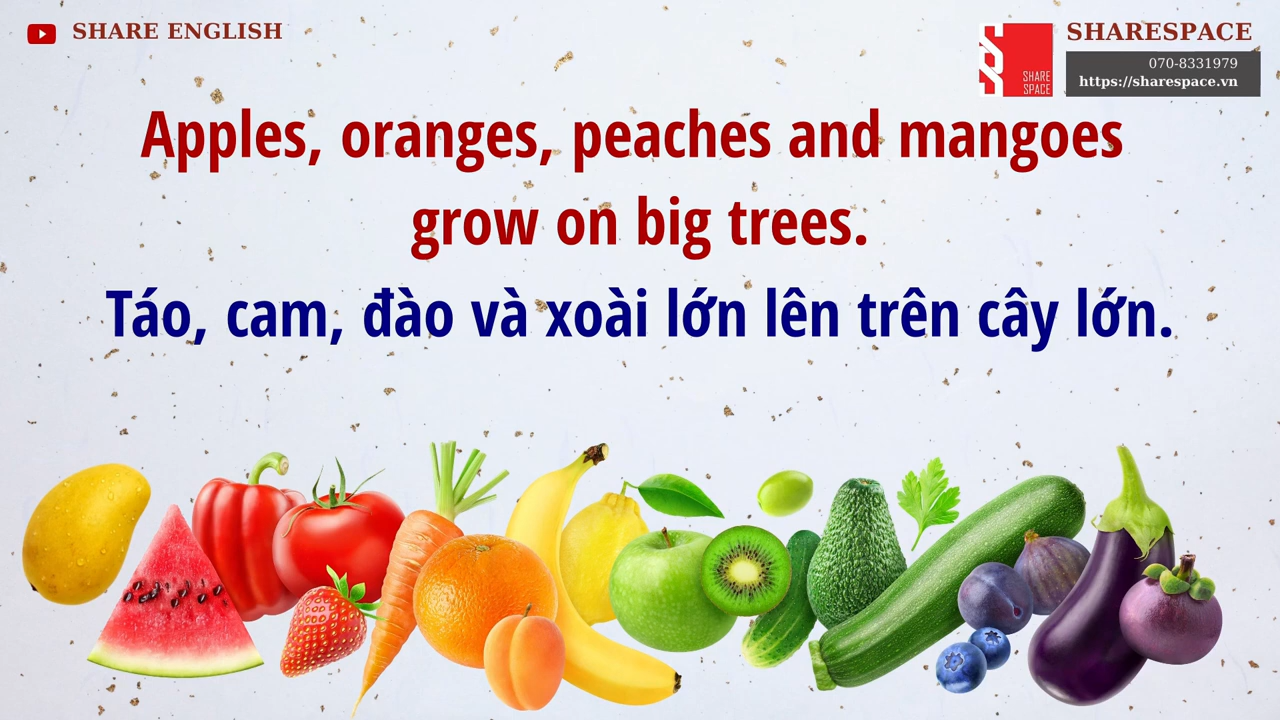 SHARE ENGLISH
SHARESPACE
070-8331979
https://sharespace.vn
SHARE
SPACE
Apples, oranges, peaches and mangoes
grow on big trees.
Táo, cam, đào và xoài lớn lên trên cây lớn.